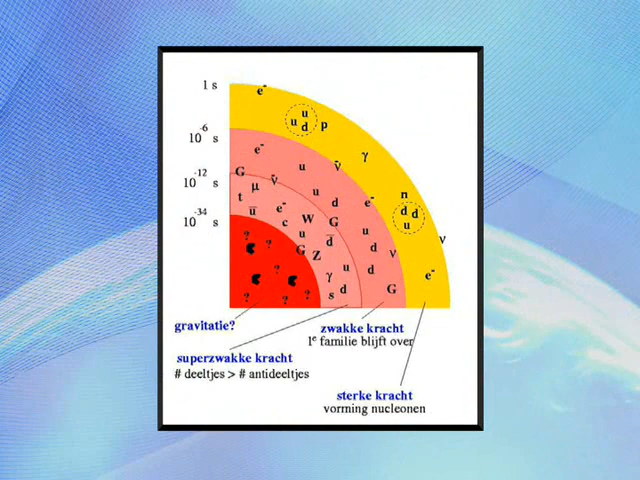 1 s
e⁻
u
u d p
10⁻⁶ s
e⁻
u ν̄ γ
10⁻¹² s
G
μ ν̄
t
u̅ e⁻ c W G
u d e⁻
n
d d
u
10⁻³⁴ s
? ?
u d̅ u
G Z d ν
ν
? γ u d
e⁻
? ? ? s d G
gravitatie?
zwakke kracht
1ᵉ familie blijft over
superzwakke kracht
# deeltjes > # antideeltjes
sterke kracht
vorming nucleonen